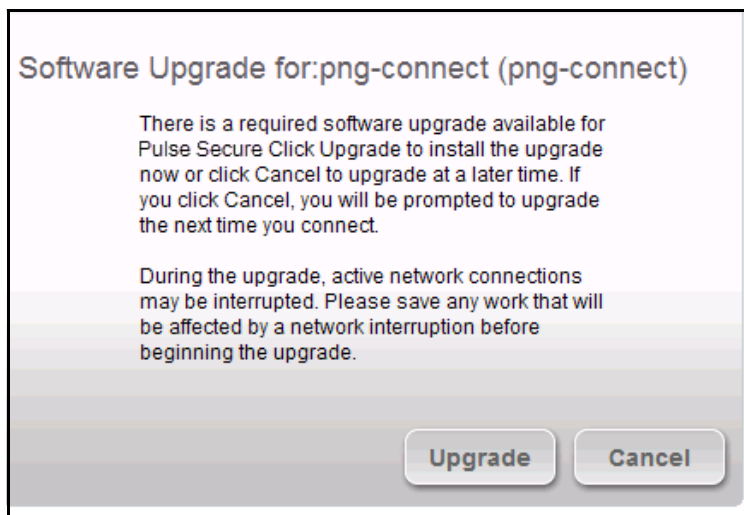 Software Upgrade for:png-connect (png-connect)
There is a required software upgrade available for
Pulse Secure Click Upgrade to install the upgrade
now or click Cancel to upgrade at a later time. If
you click Cancel, you will be prompted to upgrade
the next time you connect.
During the upgrade, active network connections
may be interrupted. Please save any work that will
be affected by a network interruption before
beginning the upgrade.
Upgrade Cancel